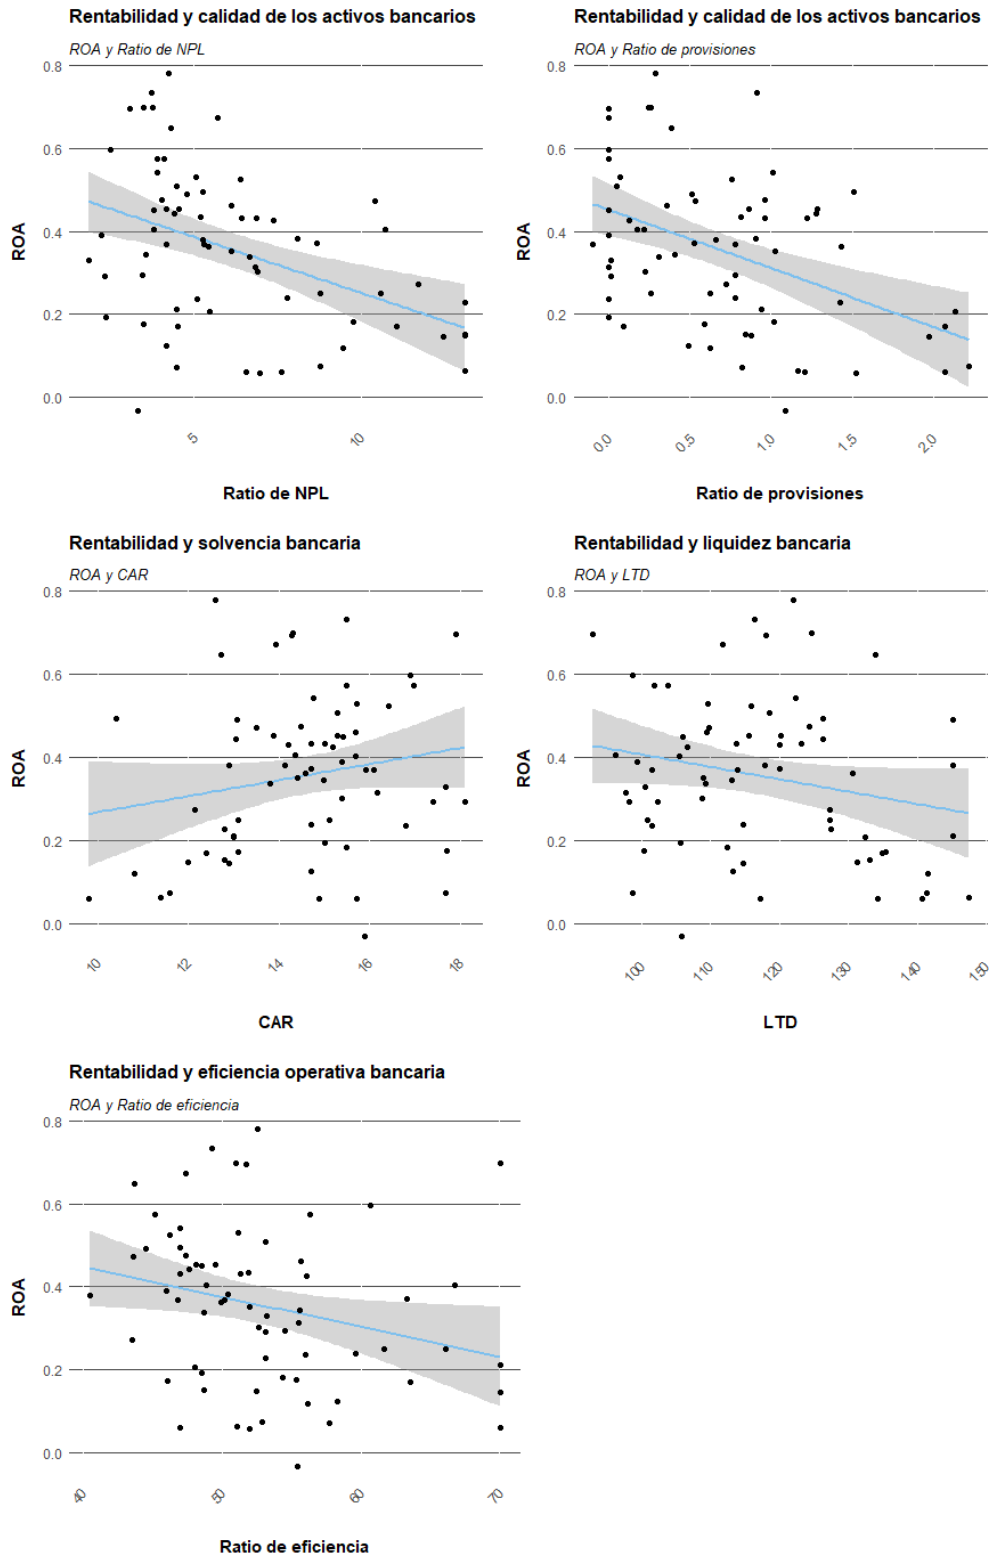 Rentabilidad y calidad de los activos bancarios
ROA y Ratio de NPL
0.8
0.6
0.4
0.2
0.0
ROA
5
10
Ratio de NPL
Rentabilidad y calidad de los activos bancarios
ROA y Ratio de provisiones
0.8
0.6
0.4
0.2
0.0
ROA
0.0
0.5
1.0
1.5
2.0
Ratio de provisiones
Rentabilidad y solvencia bancaria
ROA y CAR
0.8
0.6
0.4
0.2
0.0
ROA
10
12
14
16
18
CAR
Rentabilidad y liquidez bancaria
ROA y LTD
0.8
0.6
0.4
0.2
0.0
ROA
100
110
120
130
140
150
LTD
Rentabilidad y eficiencia operativa bancaria
ROA y Ratio de eficiencia
0.8
0.6
0.4
0.2
0.0
ROA
40
50
60
70
Ratio de eficiencia